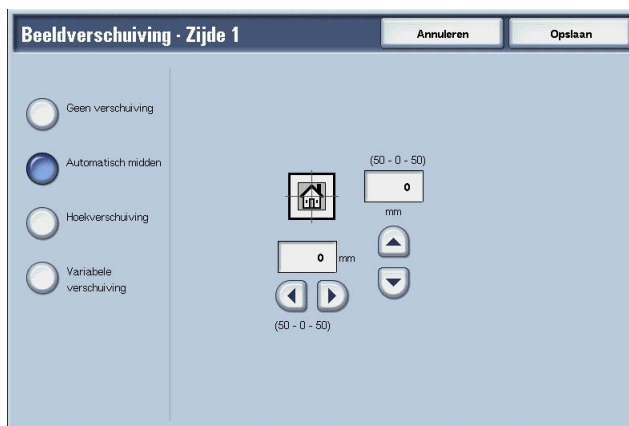 Beeldverschuiving - Zijde 1
Annuleren
Opslaan
Geen verschuiving
Automatisch midden
Hoekverschuiving
Variabele
verschuiving
(50 - 0 - 50)
0
mm
0 mm
(50 - 0 - 50)